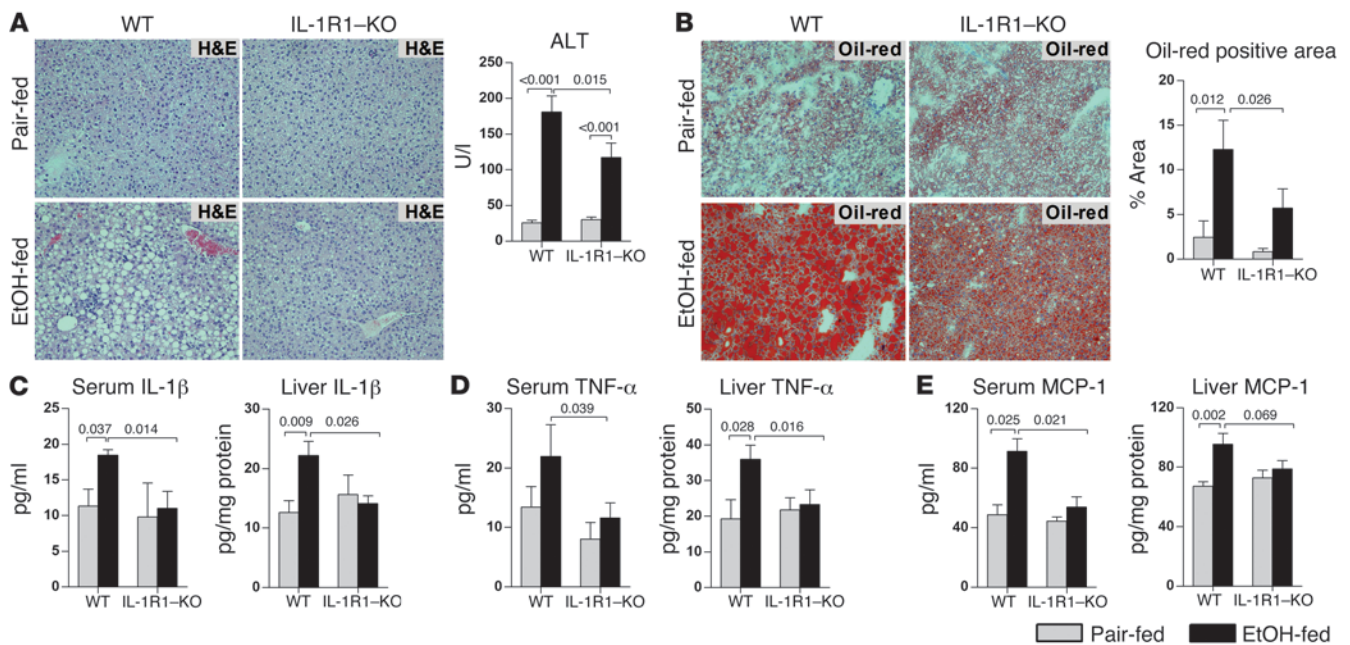 A
WT
IL-1R1–KO
H&E
H&E
Pair-fed
H&E
H&E
EtOH-fed
ALT
250
200
150
100
50
0
U/l
<0.001
0.015
<0.001
WT
IL-1R1–KO
B
WT
IL-1R1–KO
Oil-red
Oil-red
Pair-fed
Oil-red
Oil-red
EtOH-fed
Oil-red positive area
20
15
10
5
0
% Area
0.012
0.026
WT
IL-1R1–KO
C
Serum IL-1β
25
20
15
10
5
0
pg/ml
0.037
0.014
WT
IL-1R1–KO
Liver IL-1β
30
20
10
0
pg/mg protein
0.009
0.026
WT
IL-1R1–KO
D
Serum TNF-α
30
20
10
0
pg/ml
0.039
WT
IL-1R1–KO
Liver TNF-α
50
40
30
20
10
0
pg/mg protein
0.028
0.016
WT
IL-1R1–KO
E
Serum MCP-1
120
80
40
0
pg/ml
0.025
0.021
WT
IL-1R1–KO
Liver MCP-1
120
80
40
0
pg/mg protein
0.002
0.069
WT
IL-1R1–KO
Pair-fed
EtOH-fed